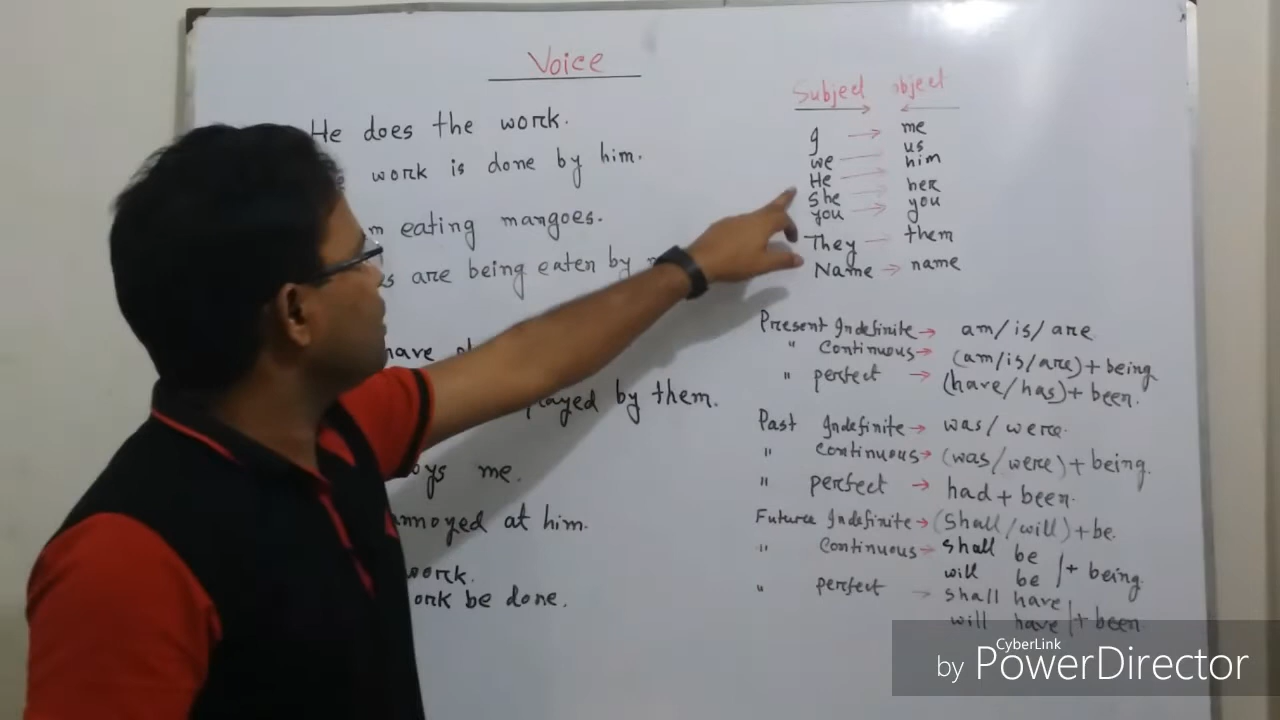 Voice
He does the work.
work is done by him.
eating mangoes.
are being eaten by
have
played by them.
me.
annoyed at him.
work.
ork be done.
Subject object
I → me
we → us
He → him
She → her
you → you
They → them
Name → name
Present Indefinite → am/is/are
" continuous → (am/is/are) + being
" perfect → (have/has) + been.
Past Indefinite → was/were.
" continuous → (was/were) + being.
" perfect → had + been.
Future Indefinite → (Shall/will) + be.
" Continuous → shall be
will be /+ being
" perfect → shall have
will have /+ been
CyberLink
by PowerDirector